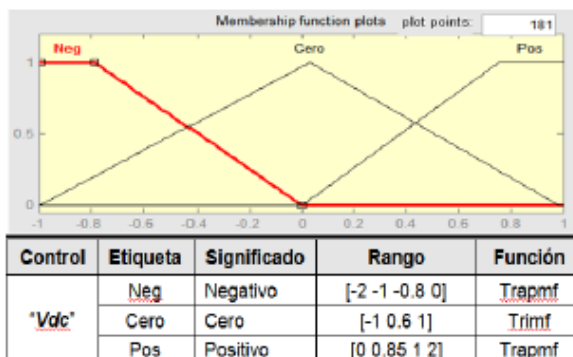 Membership function plots plot points: 181
Neg Cero Pos
1
0.5
0
-1 -0.8 -0.6 -0.4 -0.2 0 0.2 0.4 0.6 0.8 1
Control Etiqueta Significado Rango Función
"Vdc" Neg Negativo [-2 -1 -0.8 0] Trapmf
Cero Cero [-1 0.6 1] Trimf
Pos Positivo [0 0.85 1 2] Trapmf